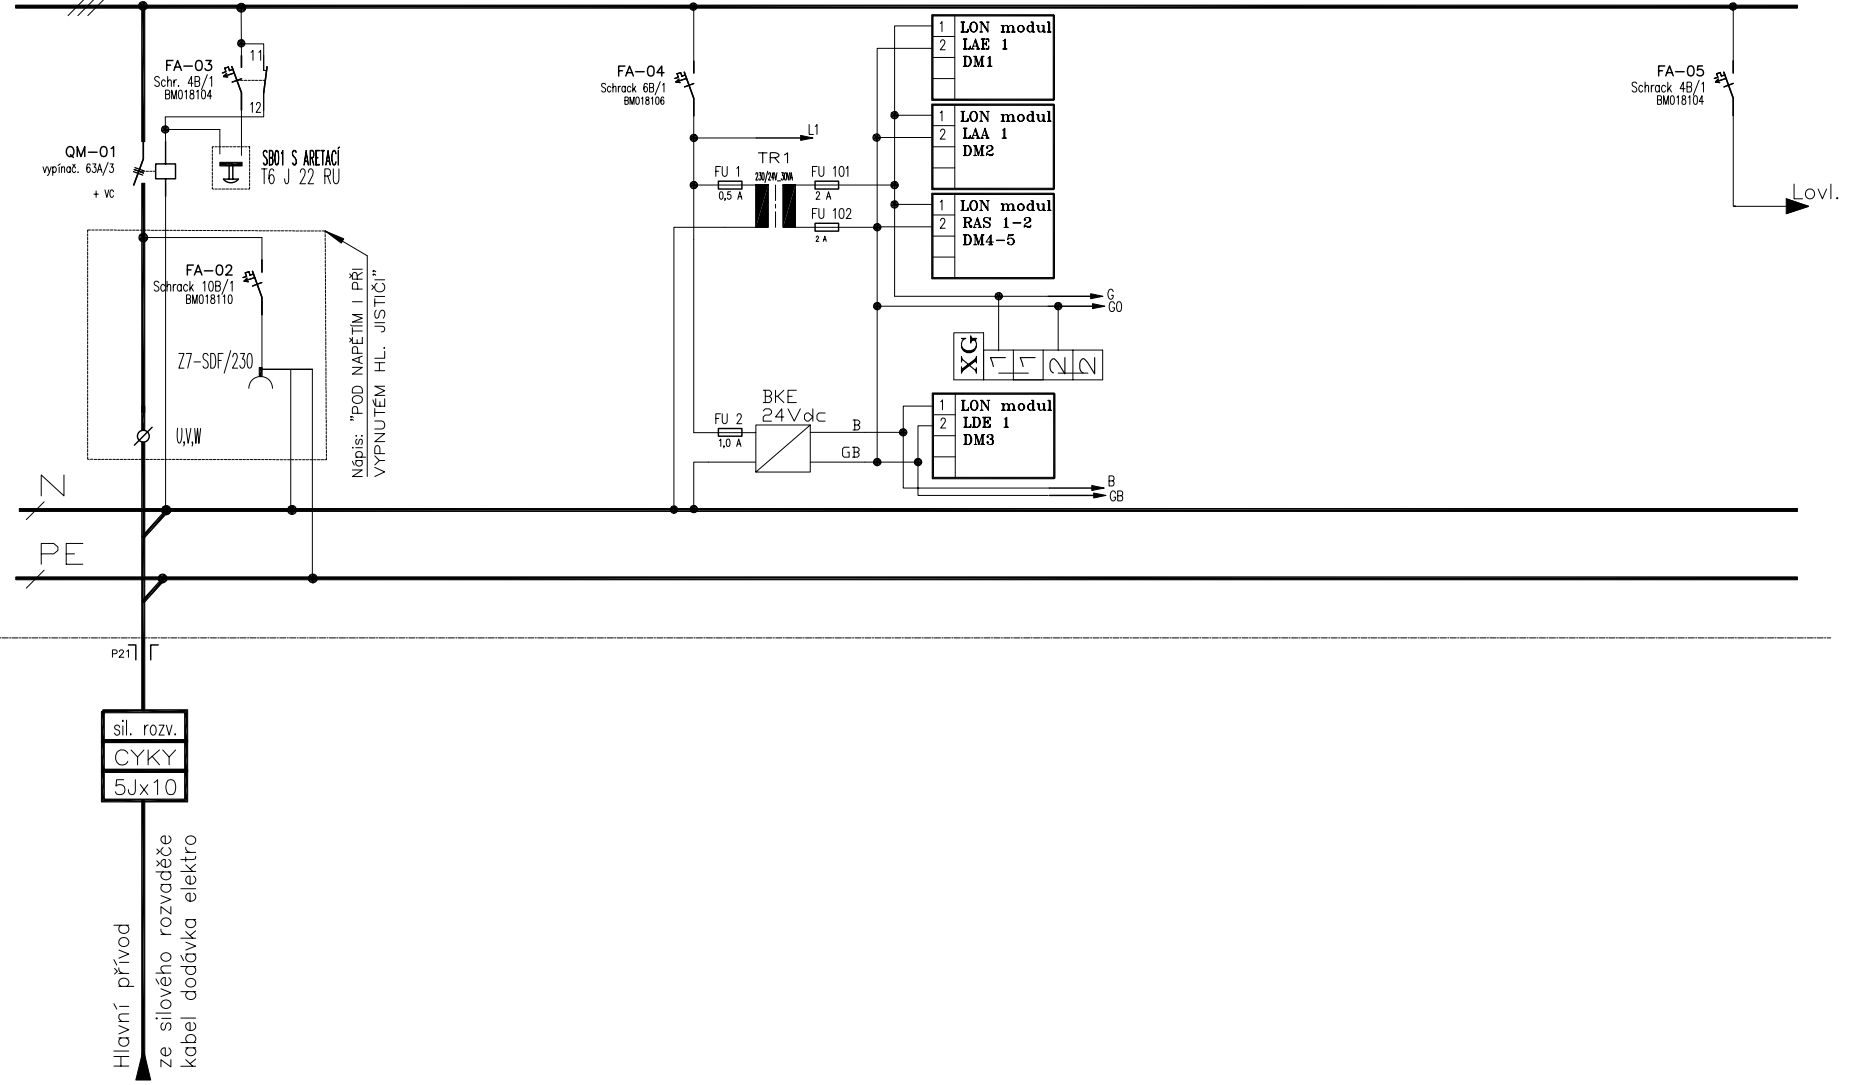 FA-03
Schr. 4B/1
BM018104
11
12
QM-01
vypínač. 63A/3
+ VC
SB01 S ARETACÍ
T6 J 22 RU
FA-02
Schrack 10B/1
BM018110
Z7-SDF/230
U,V,W
Nápis: "POD NAPĚTÍM I PŘI
VYPNUTÉM HL. JISTIČI"
FA-04
Schrack 6B/1
BM018106
L1
FU 1
0,5 A
TR1
230/24V_30VA
FU 101
2 A
FU 102
2 A
1 LON modul
2 LAE 1
DM1
1 LON modul
2 LAA 1
DM2
1 LON modul
2 RAS 1-2
DM4-5
G
G0
XG
1
1
2
2
FU 2
1,0 A
BKE
24Vdc
B
GB
1 LON modul
2 LDE 1
DM3
B
GB
FA-05
Schrack 4B/1
BM018104
Lovl.
N
PE
P21
sil. rozv.
CYKY
5Jx10
Hlavní přívod
ze silového rozvaděče
kabel dodávka elektro